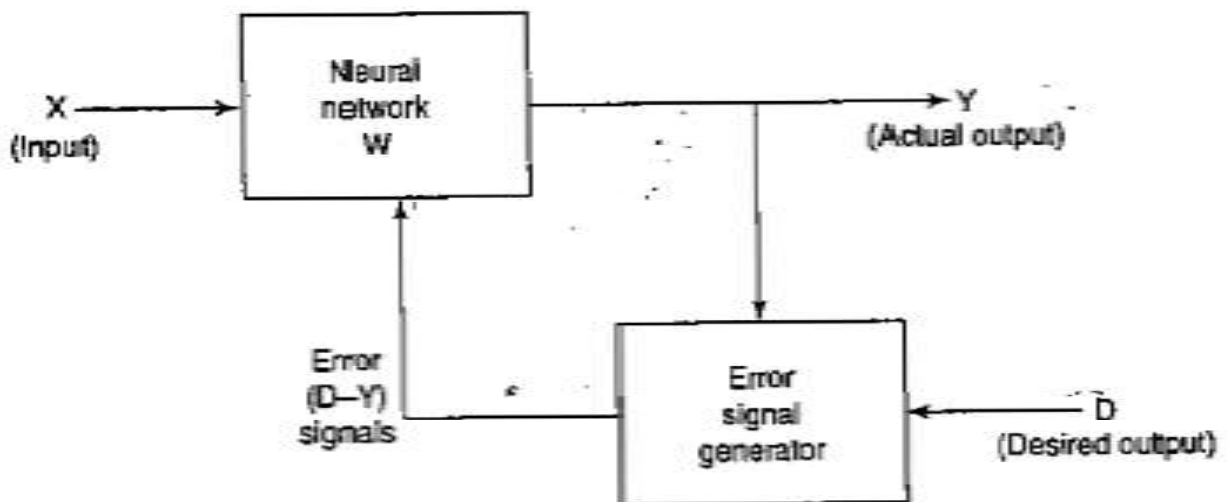 Neural
network
W
X
(Input)
Y
(Actual output)
Error
(D–Y)
signals
Error
signal
generator
D
(Desired output)